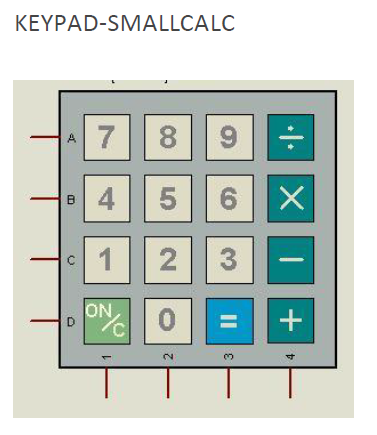 KEYPAD-SMALLCALC
A 7 8 9 ÷
B 4 5 6 ×
C 1 2 3 −
D ON/C 0 = +
1 2 3 4